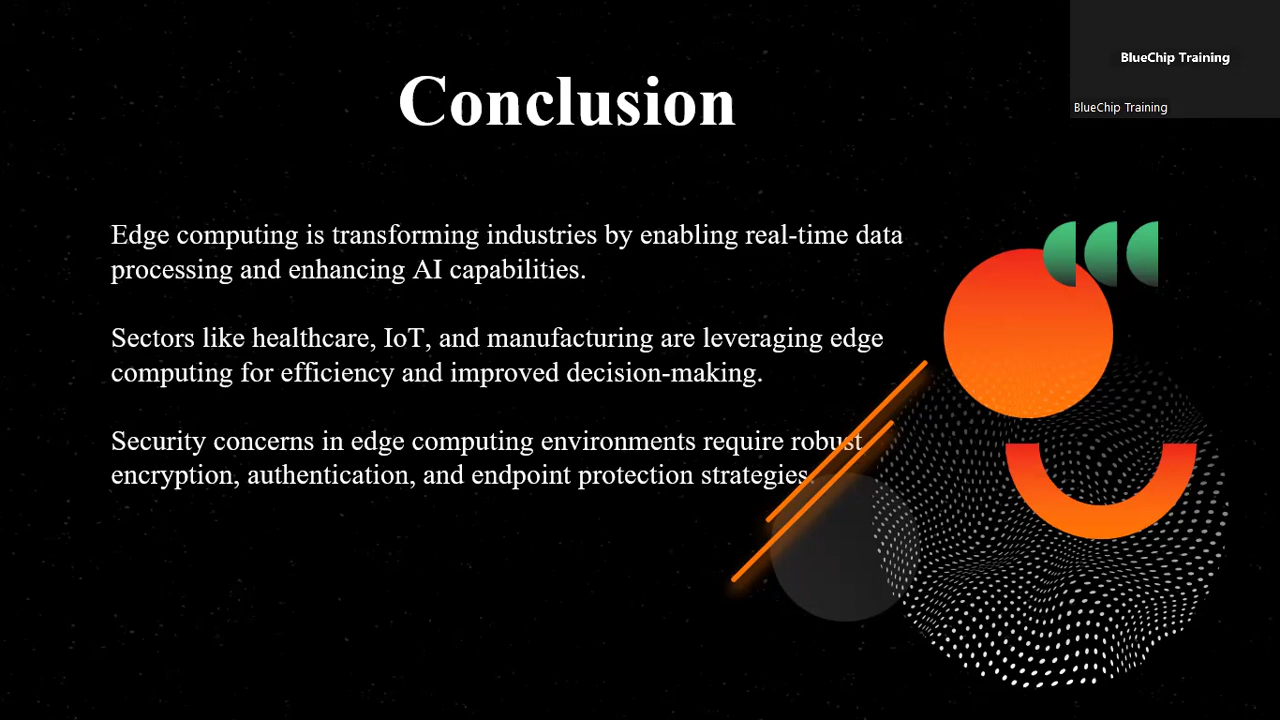 Conclusion
BlueChip Training
BlueChip Training
Edge computing is transforming industries by enabling real-time data
processing and enhancing AI capabilities.
Sectors like healthcare, IoT, and manufacturing are leveraging edge
computing for efficiency and improved decision-making.
Security concerns in edge computing environments require robust
encryption, authentication, and endpoint protection strategies.